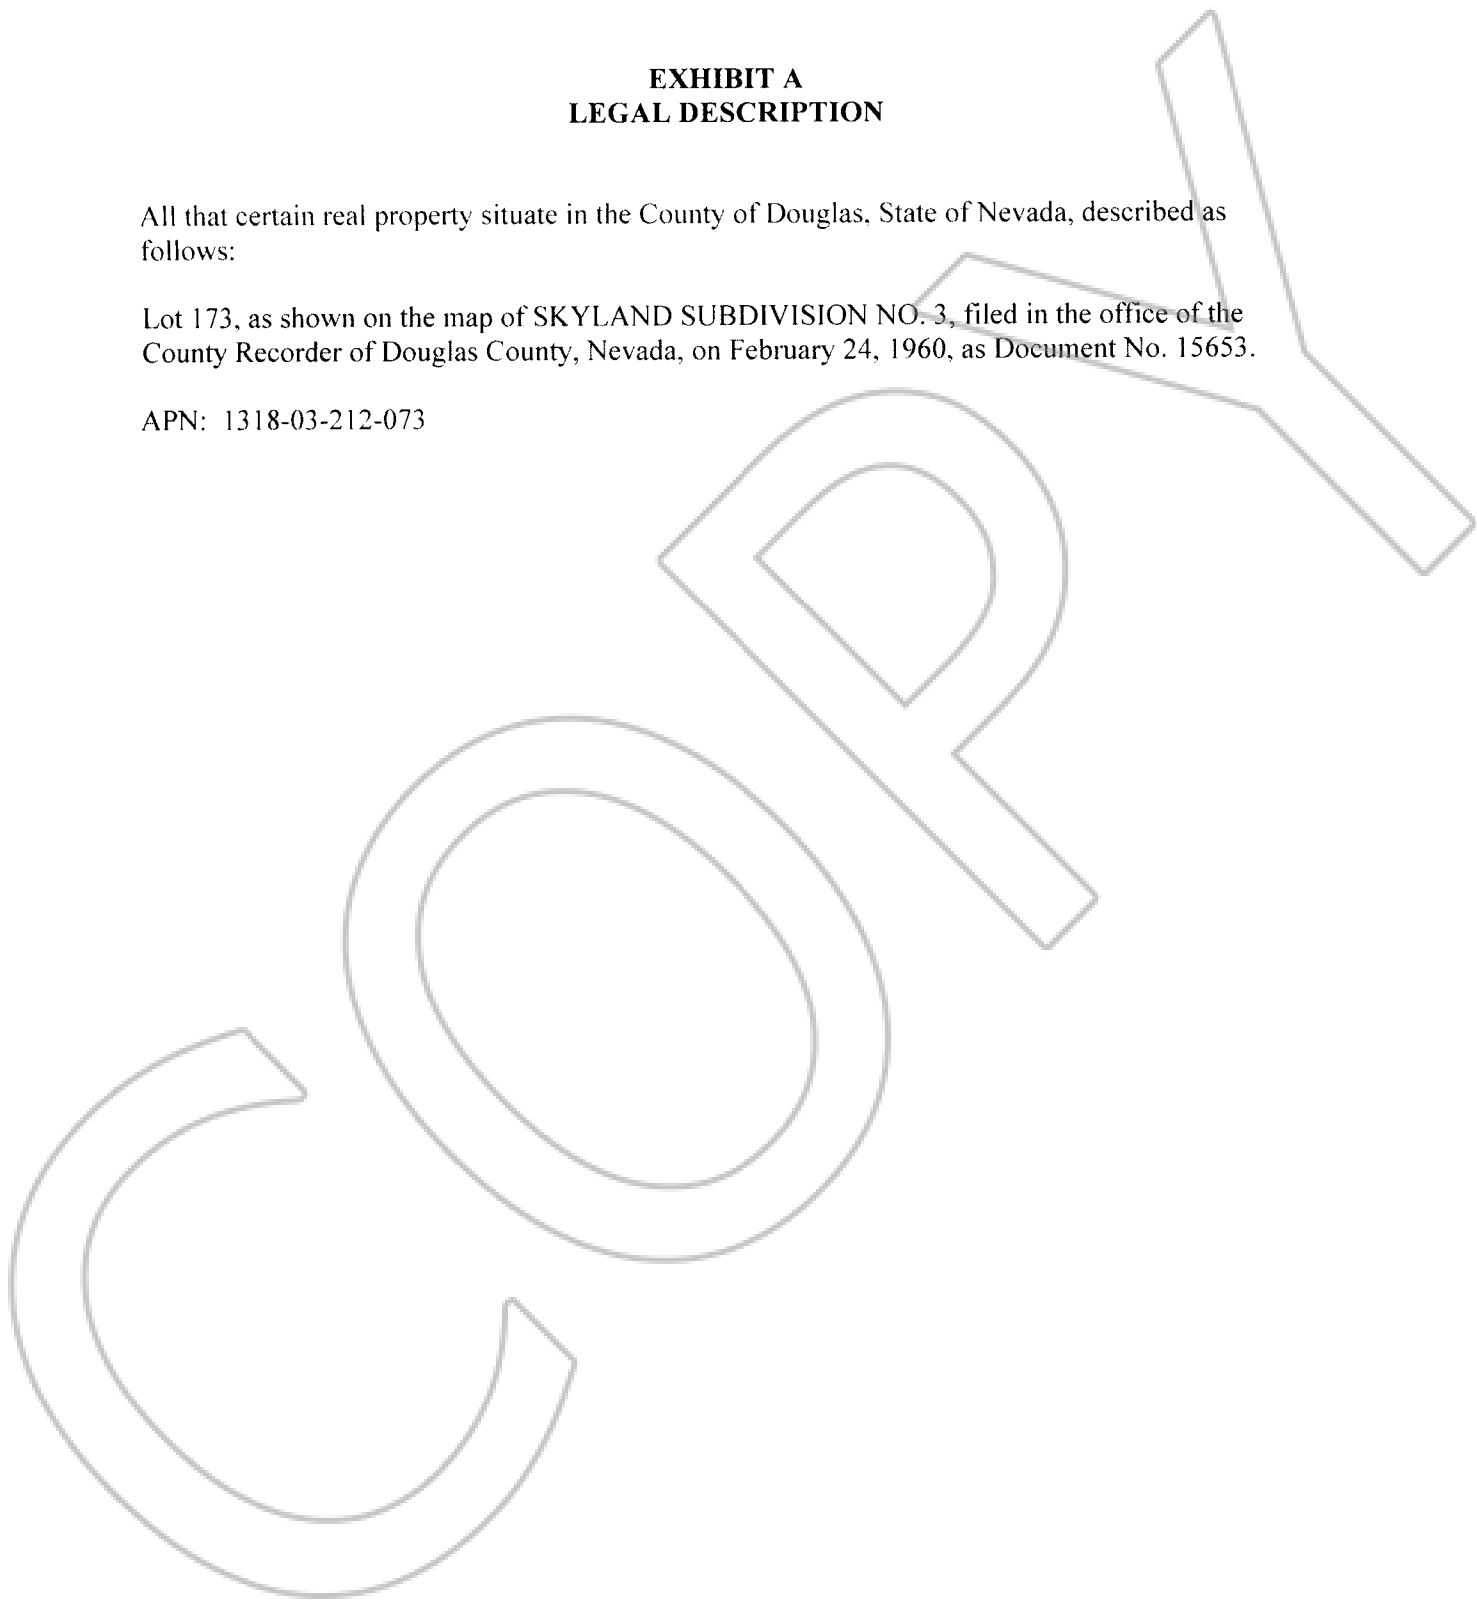 EXHIBIT A
LEGAL DESCRIPTION
All that certain real property situate in the County of Douglas, State of Nevada, described as
follows:
Lot 173, as shown on the map of SKYLAND SUBDIVISION NO. 3, filed in the office of the
County Recorder of Douglas County, Nevada, on February 24, 1960, as Document No. 15653.
APN: 1318-03-212-073
COPY